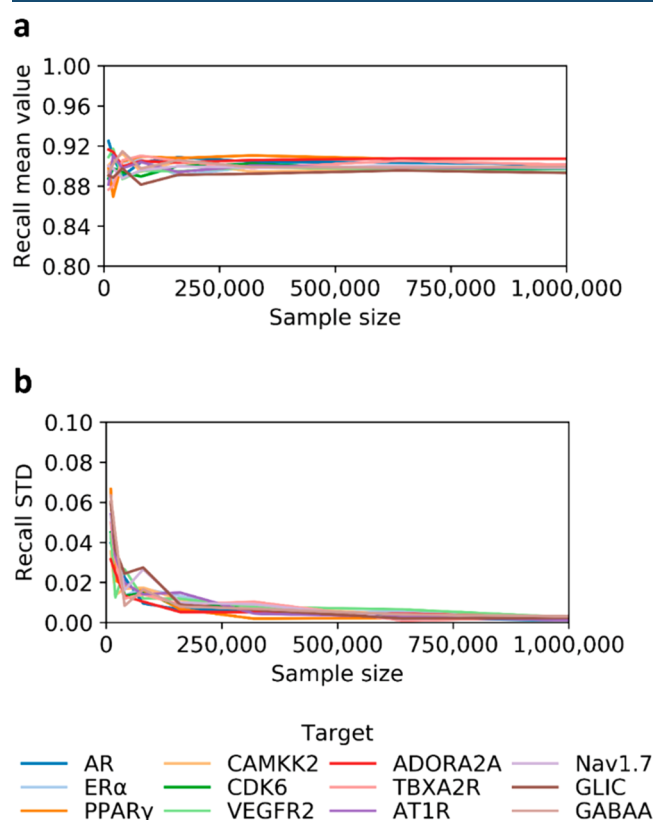 a
Recall mean value
1.00
0.96
0.92
0.88
0.84
0.80
0 250,000 500,000 750,000 1,000,000
Sample size
b
Recall STD
0.10
0.08
0.06
0.04
0.02
0.00
0 250,000 500,000 750,000 1,000,000
Sample size
Target
AR CAMKK2 ADORA2A Nav1.7
ERα CDK6 TBXA2R GLIC
PPARγ VEGFR2 AT1R GABAA